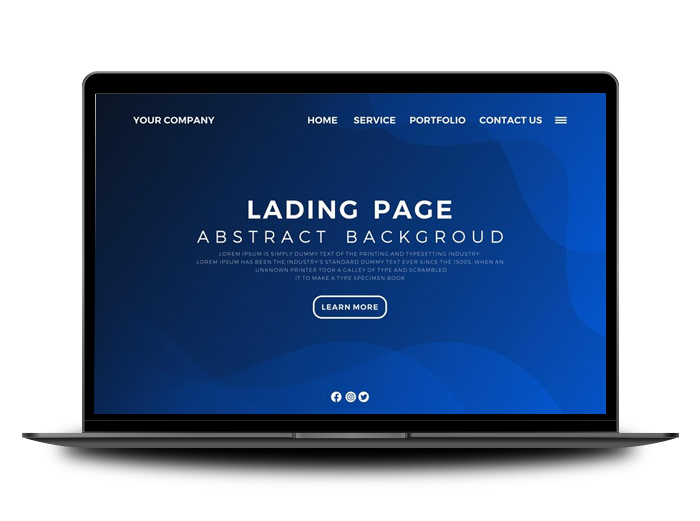 YOUR COMPANY HOME SERVICE PORTFOLIO CONTACT US
LADING PAGE
ABSTRACT BACKGROUD
LOREM IPSUM IS SIMPLY DUMMY TEXT OF THE PRINTING AND TYPESETTING INDUSTRY.
LOREM IPSUM HAS BEEN THE INDUSTRY'S STANDARD DUMMY TEXT EVER SINCE THE 1500S, WHEN AN
UNKNOWN PRINTER TOOK A GALLEY OF TYPE AND SCRAMBLED
IT TO MAKE A TYPE SPECIMEN BOOK
LEARN MORE